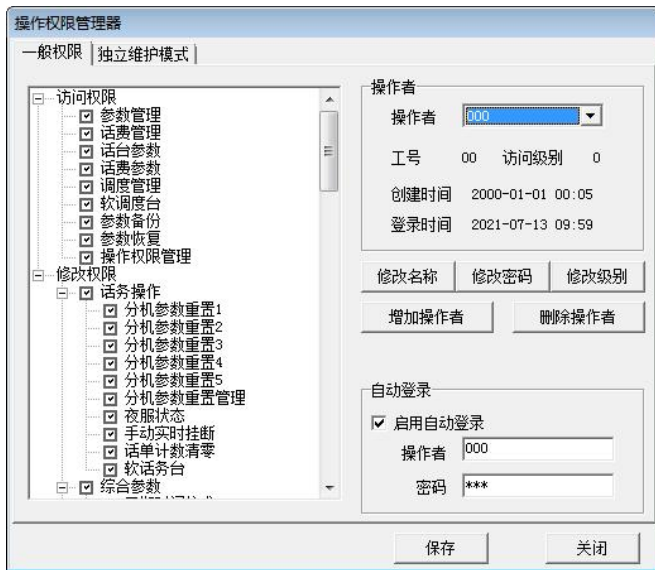 操作权限管理器
一般权限 独立维护模式
访问权限
参数管理
话费管理
话台参数
话费参数
调度管理
软调度台
参数备份
参数恢复
操作权限管理
修改权限
话务操作
分机参数重置1
分机参数重置2
分机参数重置3
分机参数重置4
分机参数重置5
分机参数重置管理
夜服状态
手动实时挂断
话单计数清零
软话务台
综合参数
操作者
操作者 000
工号 00 访问级别 0
创建时间 2000-01-01 00:05
登录时间 2021-07-13 09:59
修改名称 修改密码 修改级别
增加操作者 删除操作者
自动登录
启用自动登录
操作者 000
密码 ***
保存 关闭